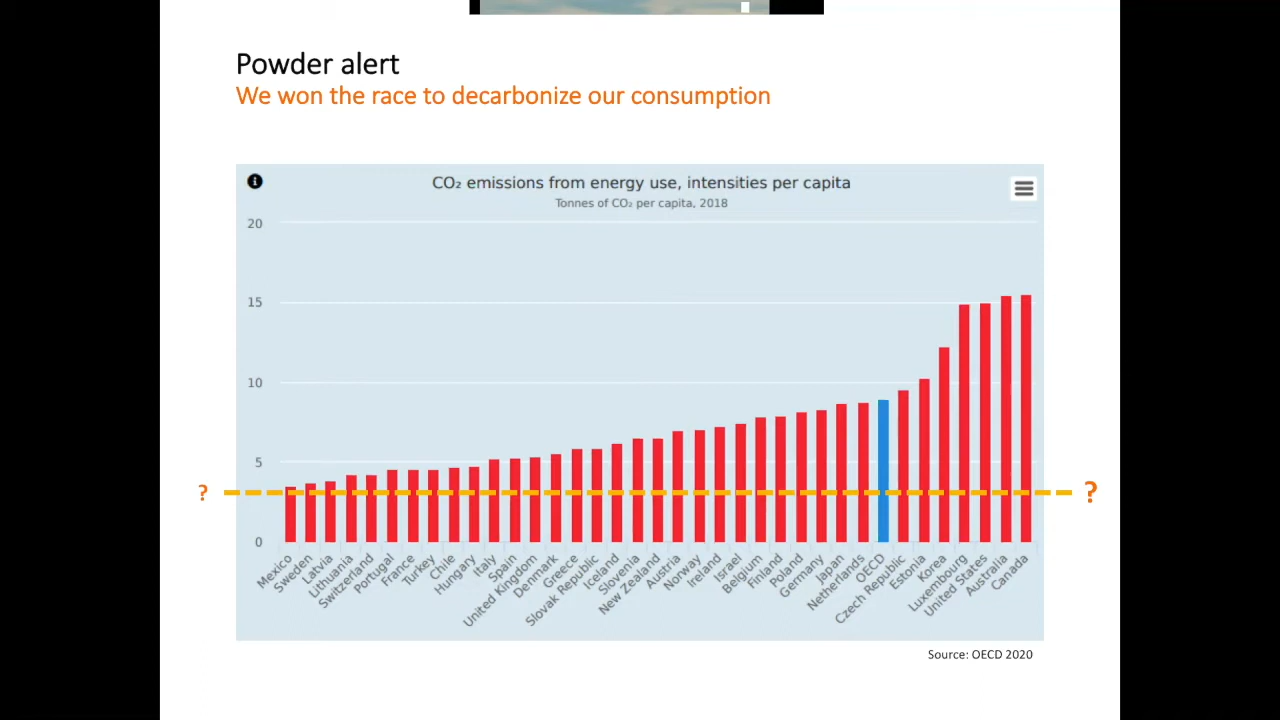 Powder alert
We won the race to decarbonize our consumption
i
CO₂ emissions from energy use, intensities per capita
Tonnes of CO₂ per capita, 2018
20
15
10
5
? ?
0
Mexico
Sweden
Latvia
Lithuania
Switzerland
Portugal
France
Turkey
Chile
Hungary
Italy
Spain
United Kingdom
Denmark
Greece
Slovak Republic
Iceland
Slovenia
New Zealand
Austria
Norway
Ireland
Israel
Belgium
Finland
Poland
Germany
Japan
Netherlands
OECD
Czech Republic
Estonia
Korea
Luxembourg
United States
Australia
Canada
Source: OECD 2020